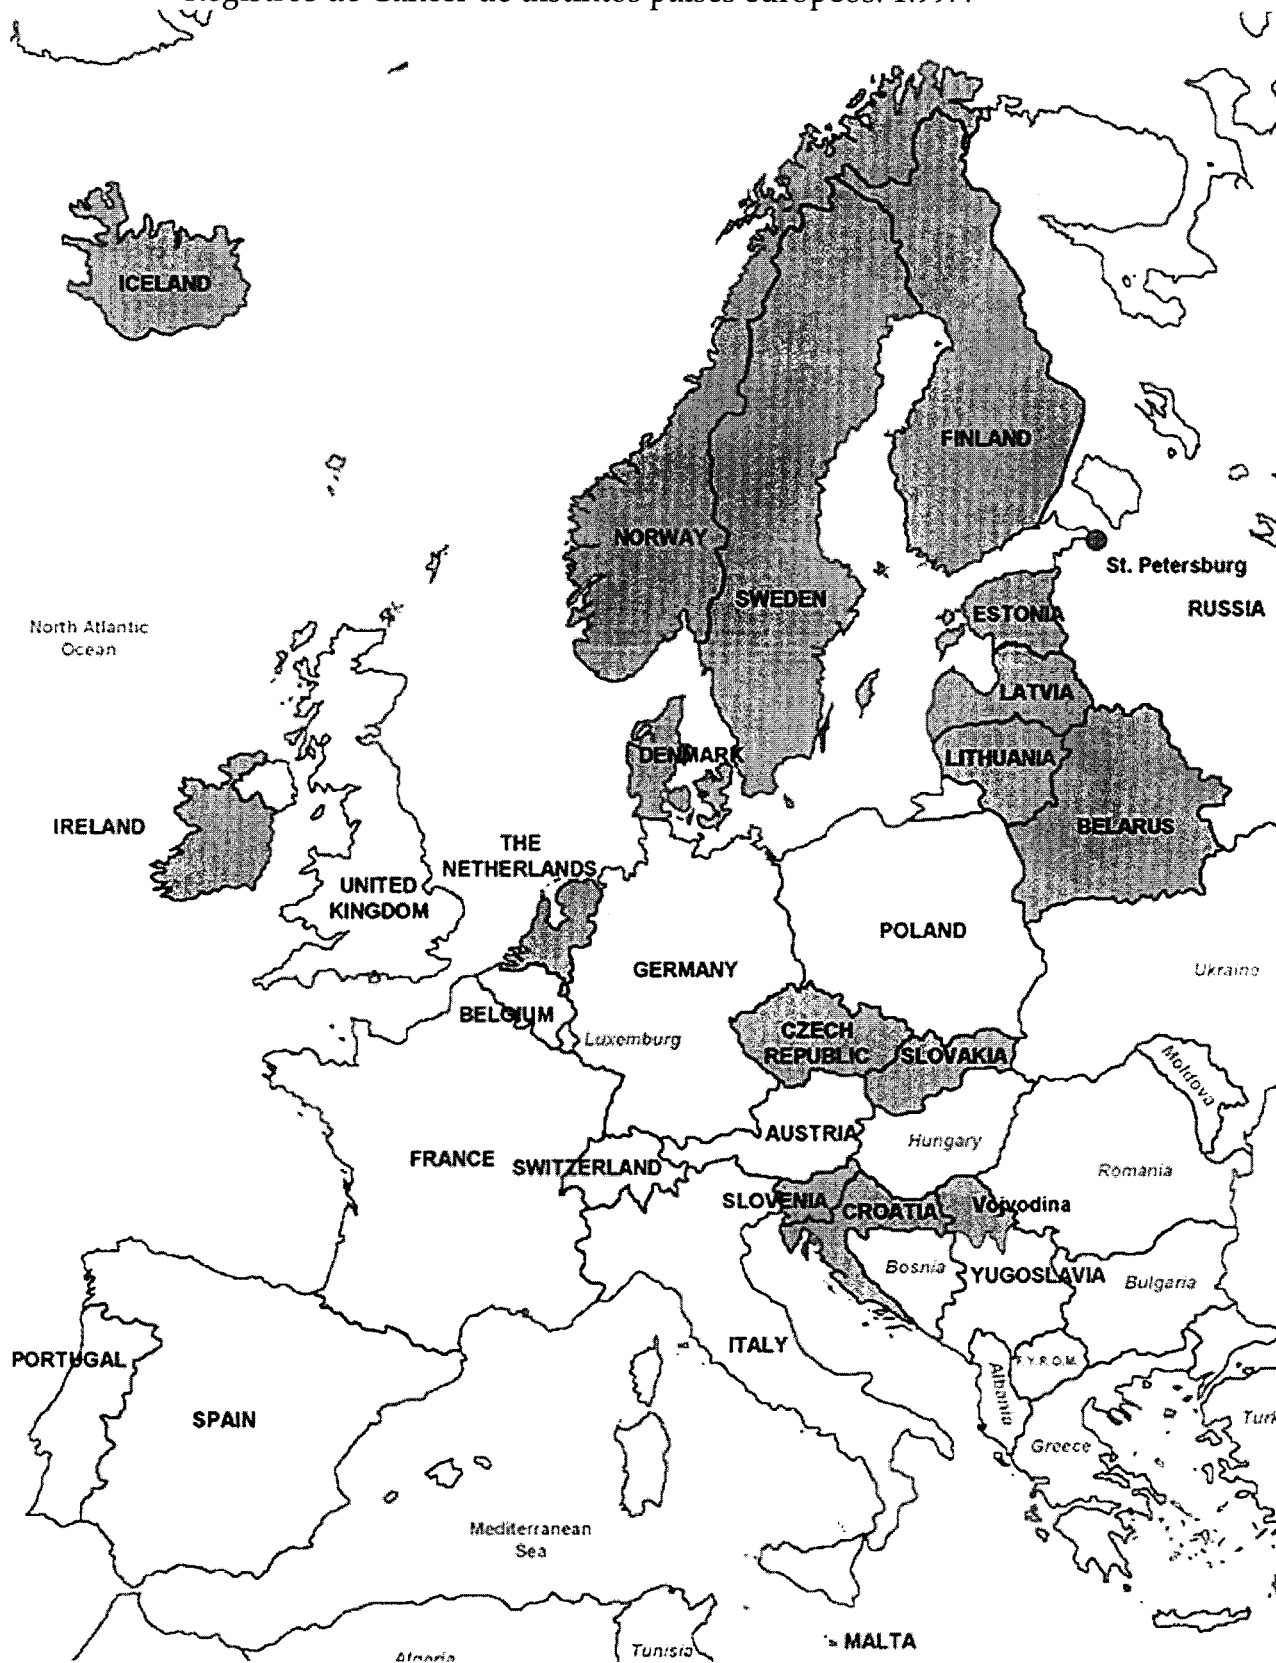 Registros de Cáncer de distintos países europeos. 1.997.
ICELAND
FINLAND
NORWAY
St. Petersburg
SWEDEN
RUSSIA
ESTONIA
North Atlantic
Ocean
LATVIA
DENMARK
LITHUANIA
IRELAND
BELARUS
THE
NETHERLANDS
UNITED
KINGDOM
POLAND
GERMANY
Ukraine
BELGIUM
Luxemburg
CZECH
REPUBLIC
SLOVAKIA
Moldova
AUSTRIA
Hungary
FRANCE
SWITZERLAND
Romania
SLOVENIA
CROATIA
Vojvodina
Bosnia
YUGOSLAVIA
Bulgaria
ITALY
PORTUGAL
F.Y.R.O.M.
Albania
SPAIN
Turk
Greece
Mediterranean
Sea
MALTA
Algeria
Tunisia